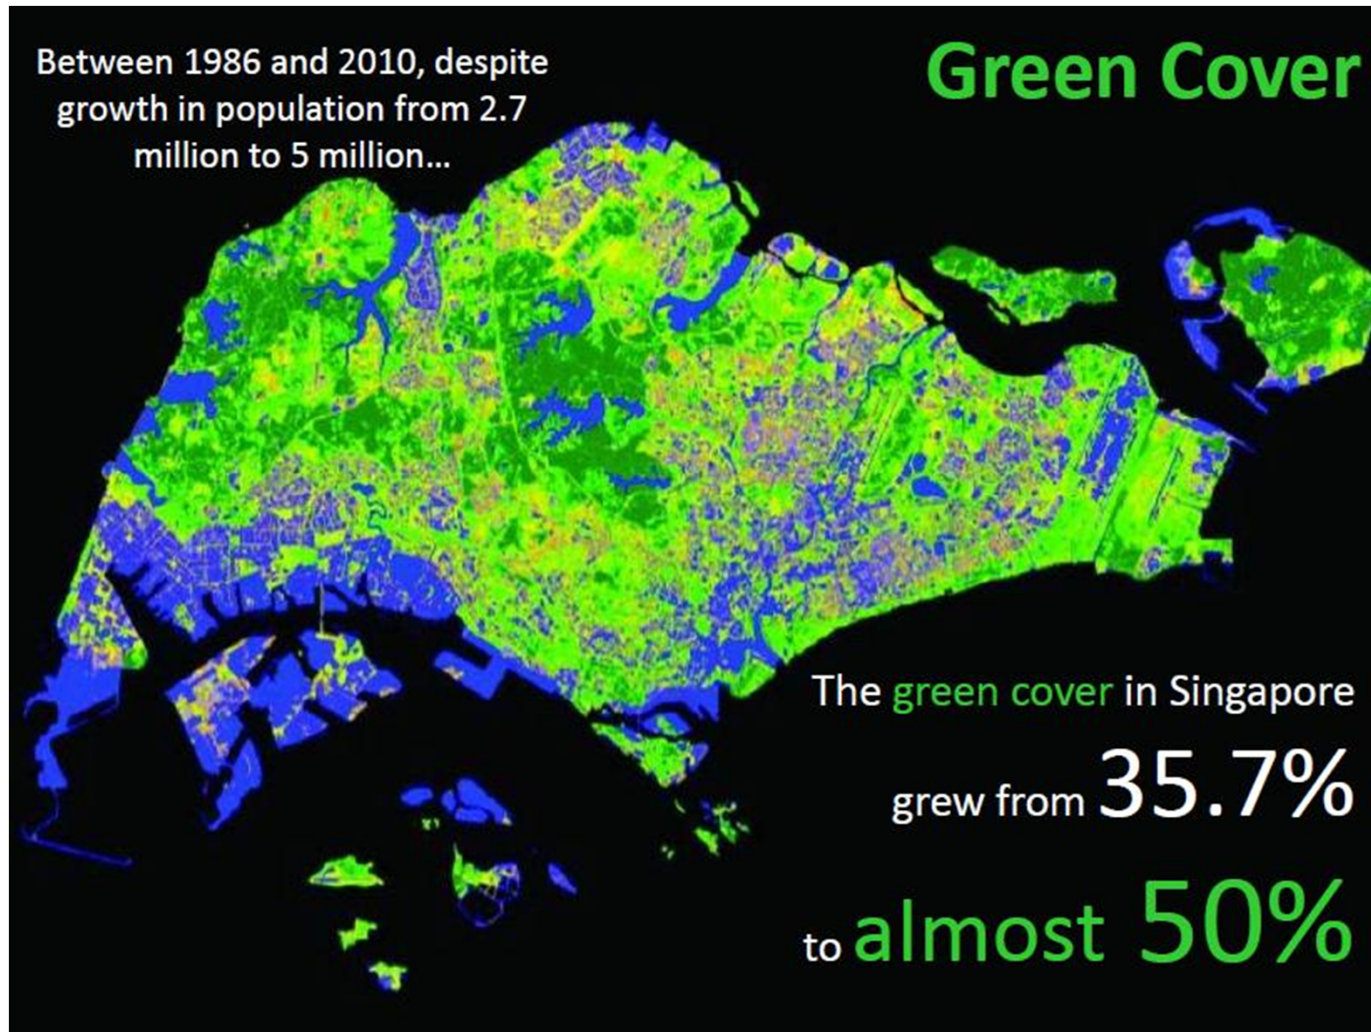 Between 1986 and 2010, despite
growth in population from 2.7
million to 5 million…
Green Cover
The green cover in Singapore
grew from 35.7%
to almost 50%